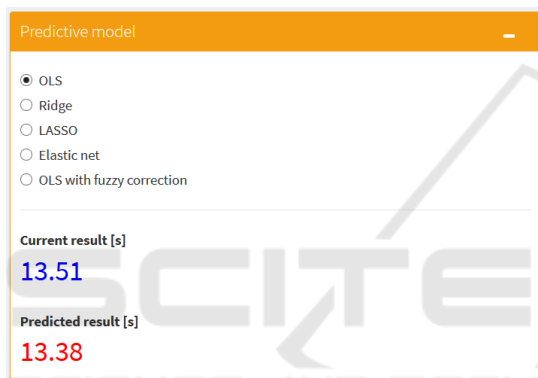 Predictive model
OLS
Ridge
LASSO
Elastic net
OLS with fuzzy correction
Current result [s]
13.51
Predicted result [s]
13.38